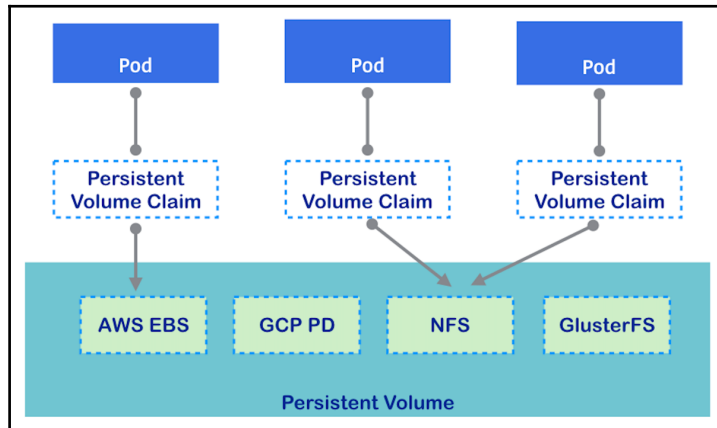 Pod
Pod
Pod
Persistent
Volume Claim
Persistent
Volume Claim
Persistent
Volume Claim
AWS EBS
GCP PD
NFS
GlusterFS
Persistent Volume